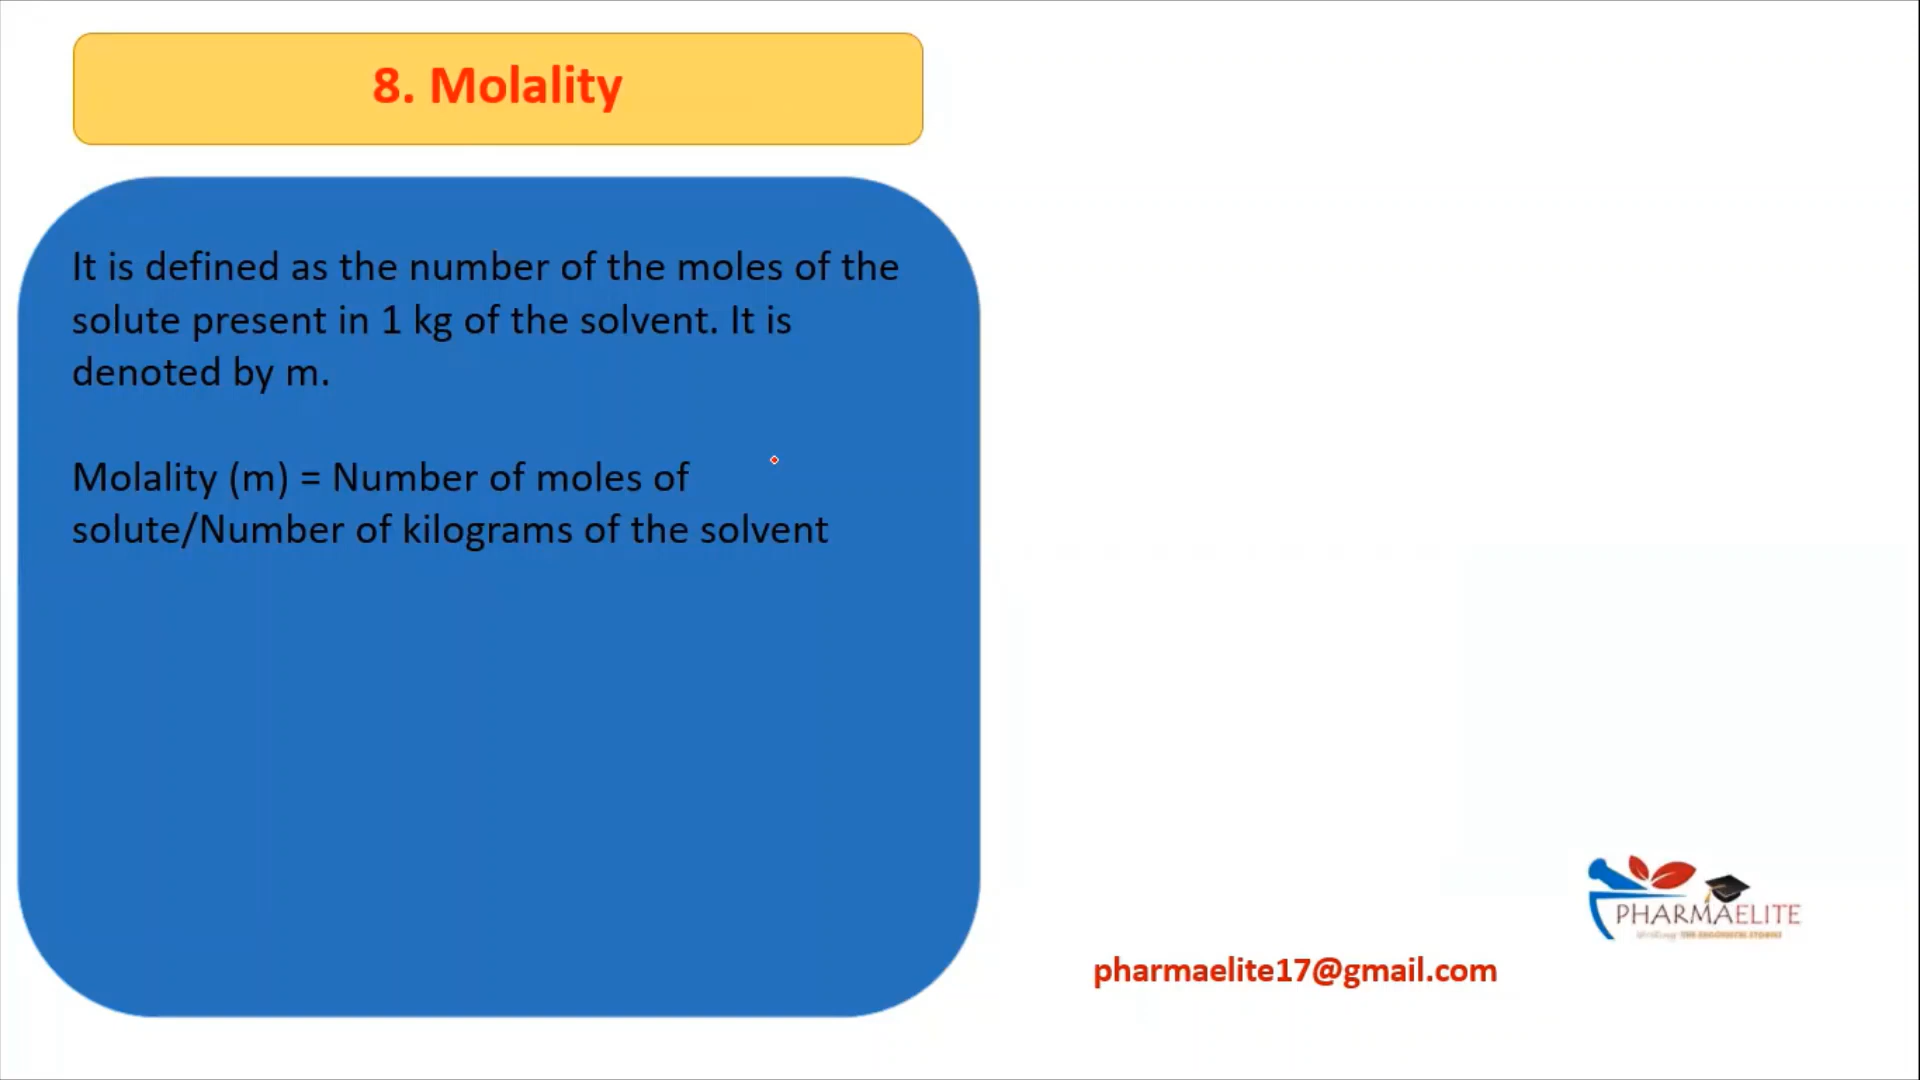 8. Molality
It is defined as the number of the moles of the
solute present in 1 kg of the solvent. It is
denoted by m.
Molality (m) = Number of moles of
solute/Number of kilograms of the solvent
PHARMAELITE
pharmaelite17@gmail.com